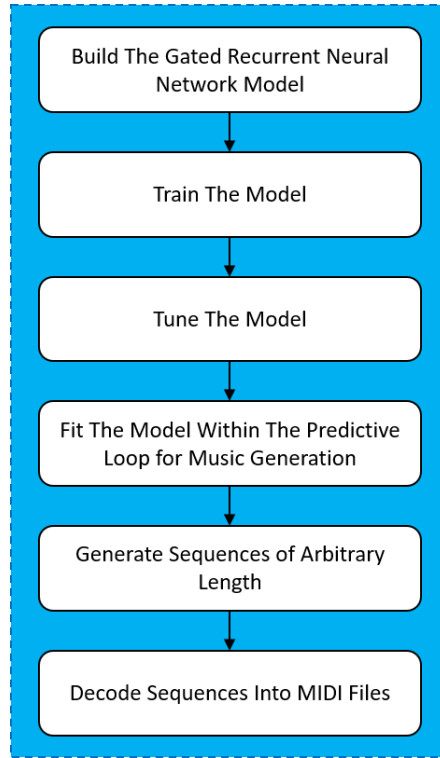 Build The Gated Recurrent Neural
Network Model
Train The Model
Tune The Model
Fit The Model Within The Predictive
Loop for Music Generation
Generate Sequences of Arbitrary
Length
Decode Sequences Into MIDI Files